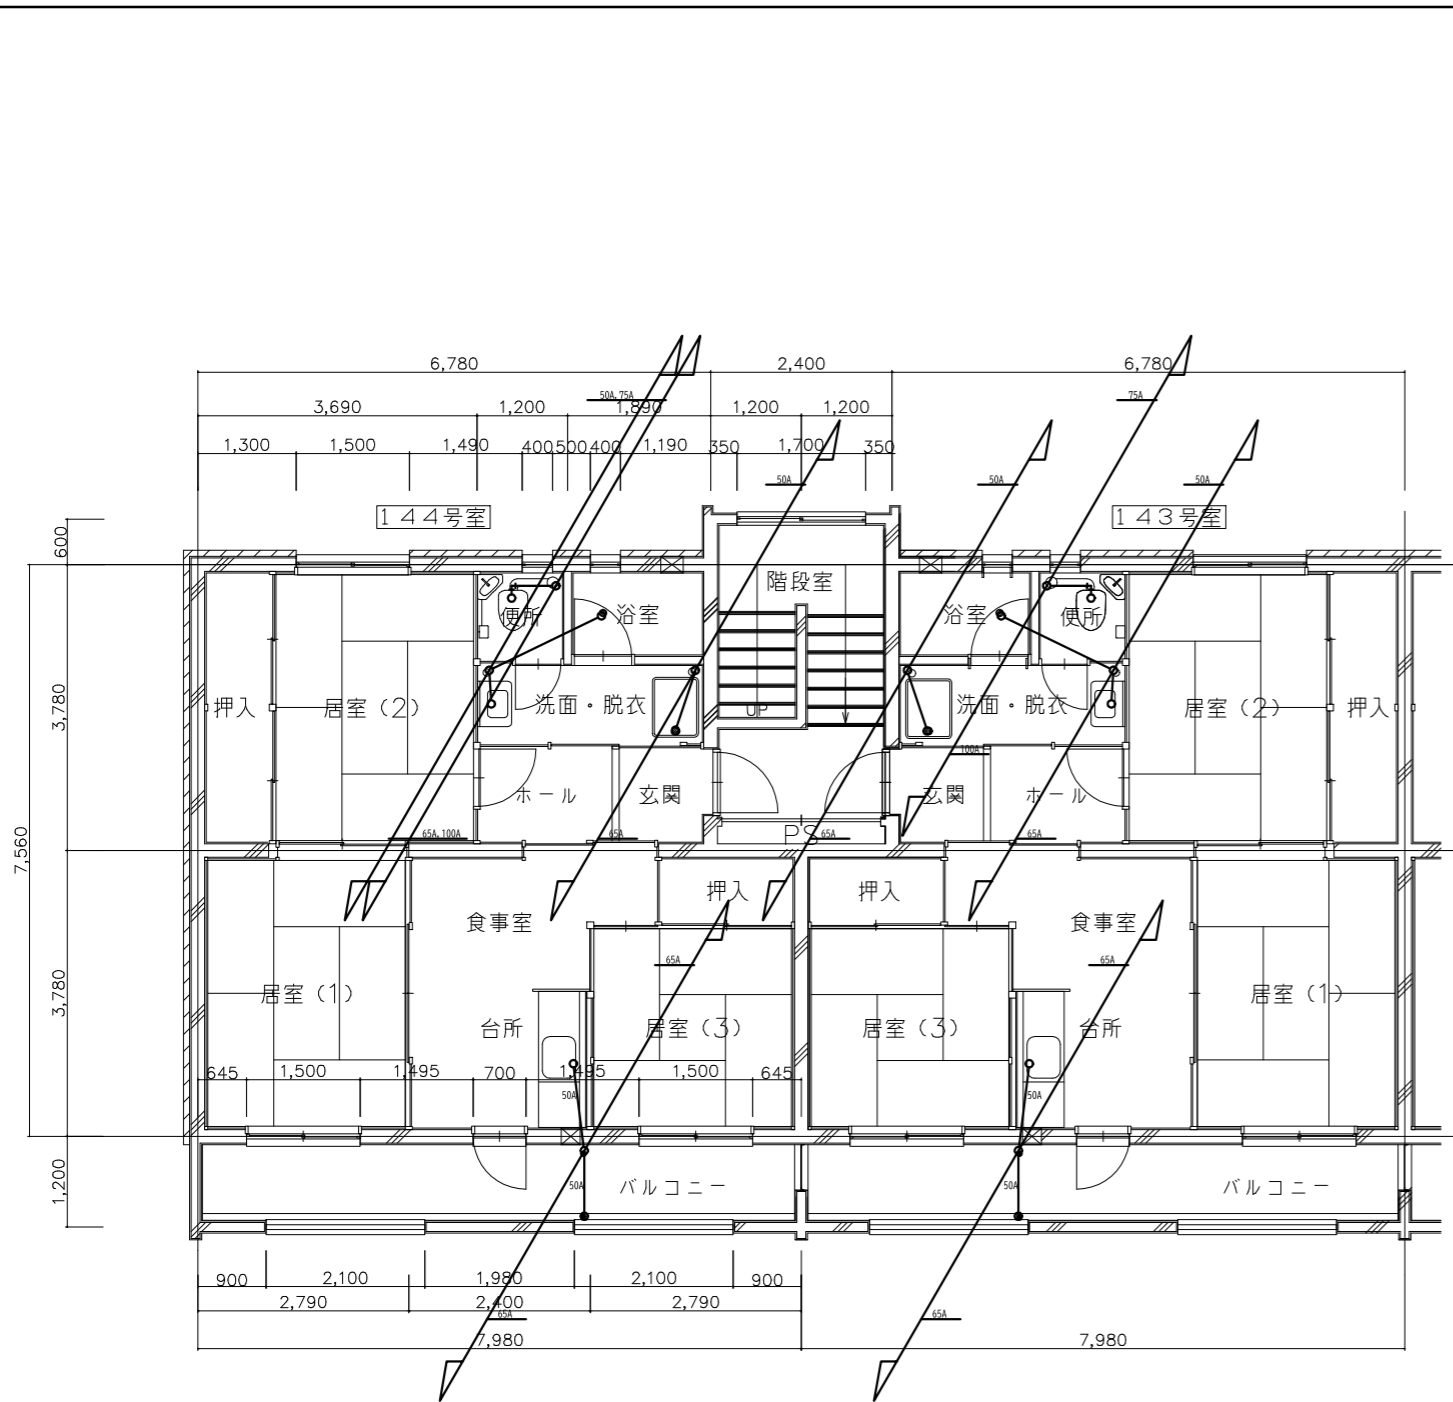 6,780 2,400 6,780
50A,75A 75A
3,690 1,200 1,890 1,200 1,200
1,300 1,500 1,490 400 500 400 1,190 350 1,700 350
50A 50A 50A
144号室 143号室
600
階段室
便所 浴室 浴室 便所
3,780
押入 居室（2） 洗面・脱衣 UP 洗面・脱衣 居室（2） 押入
100A
ホール 玄関 玄関 ホール
7,560
65A,100A 65A PS 65A 65A
押入 押入
食事室 食事室
65A 65A
3,780
居室（1） 居室（1）
台所 居室（3） 居室（3） 台所
645 1,500 1,495 700 1,495 1,500 645
50A 50A
1,200
50A バルコニー 50A バルコニー
900 2,100 1,980 2,100 900
2,790 2,400 2,790
65A 65A
7,980 7,980